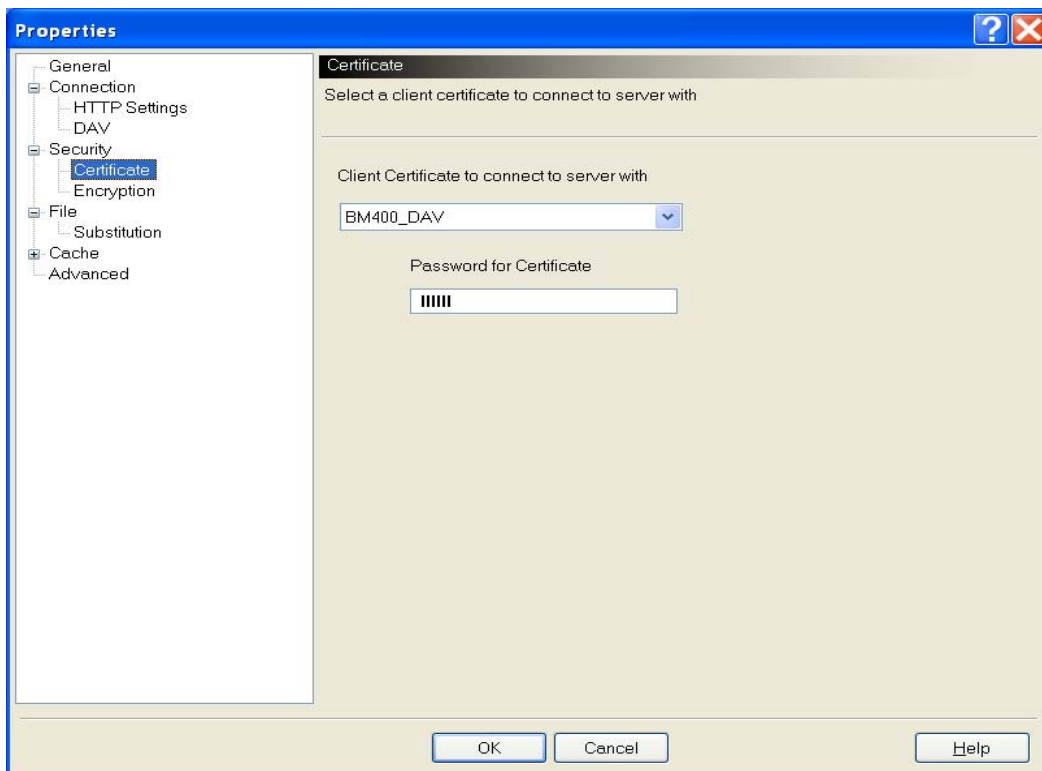 Properties
General
Connection
HTTP Settings
DAV
Security
Certificate
Encryption
File
Substitution
Cache
Advanced
Certificate
Select a client certificate to connect to server with
Client Certificate to connect to server with
BM400_DAV
Password for Certificate
OK
Cancel
Help